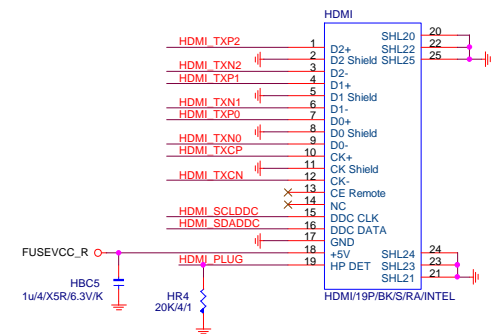 HDMI
HDMI_TXP2 1 D2+ SHL20 20
2 D2 Shield SHL22 22
HDMI_TXN2 3 D2- SHL25 25
HDMI_TXP1 4 D1+
5 D1 Shield
HDMI_TXN1 6 D1-
HDMI_TXP0 7 D0+
8 D0 Shield
HDMI_TXN0 9 D0-
HDMI_TXCP 10 CK+
11 CK Shield
HDMI_TXCN 12 CK-
13 CE Remote
14 NC
HDMI_SCLDDC 15 DDC CLK
HDMI_SDADDC 16 DDC DATA
17 GND
FUSEVCC_R 18 +5V SHL24 24
HDMI_PLUG 19 HP DET SHL23 23
SHL21 21
HBC5
1u/4/X5R/6.3V/K
HR4
20K/4/1
HDMI/19P/BK/S/RA/INTEL